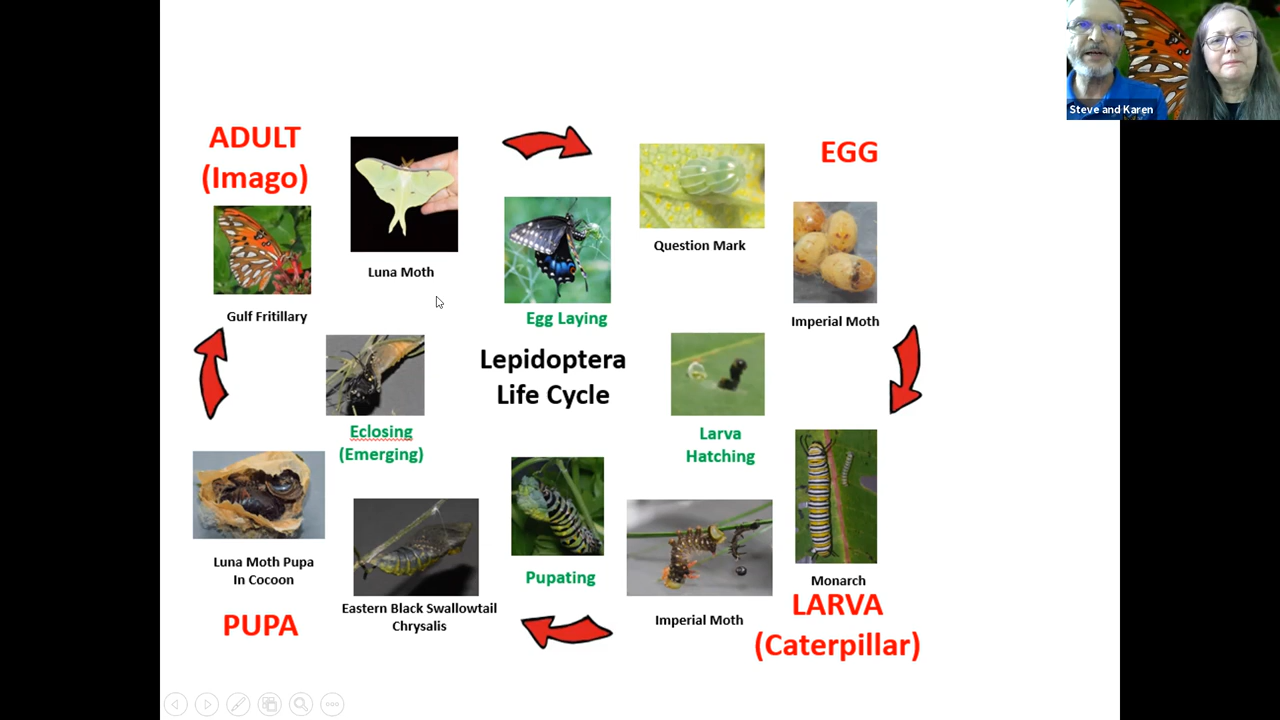 Steve and Karen
ADULT
(Imago)
Luna Moth
Gulf Fritillary
Egg Laying
Question Mark
EGG
Imperial Moth
Lepidoptera
Life Cycle
Eclosing
(Emerging)
Larva
Hatching
Luna Moth Pupa
In Cocoon
PUPA
Eastern Black Swallowtail
Chrysalis
Pupating
Imperial Moth
Monarch
LARVA
(Caterpillar)